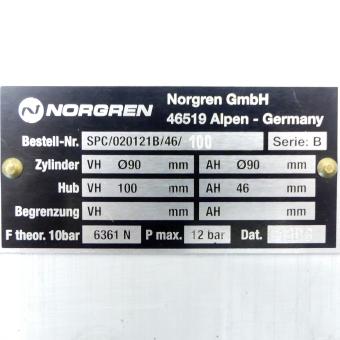 NORGREN
Norgren GmbH
46519 Alpen - Germany
Bestell-Nr. SPC/020121B/46/ 100 Serie: B
Zylinder VH Ø90 mm AH Ø90 mm
Hub VH 100 mm AH 46 mm
Begrenzung VH mm AH mm
F theor. 10bar 6361 N P max. 12 bar Dat.